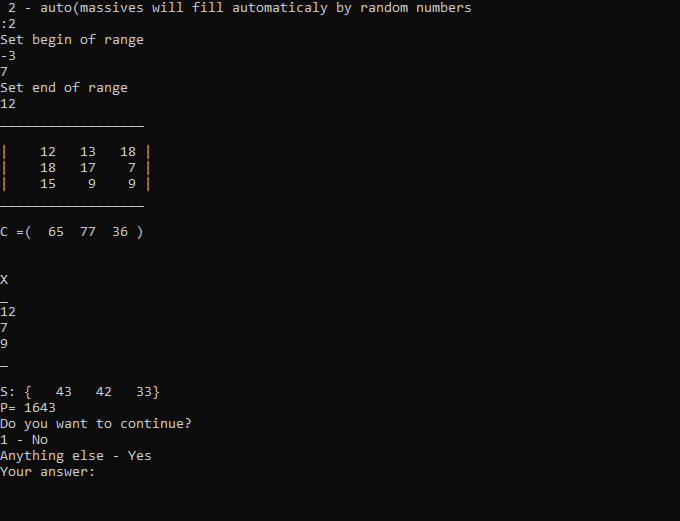 2 - auto(massives will fill automaticaly by random numbers
:2
Set begin of range
-3
7
Set end of range
12
__________________
|    12   13   18 |
|    18   17    7 |
|    15    9    9 |
__________________
C =(  65  77  36 )
X
_
12
7
9
_
S: {   43   42   33}
P= 1643
Do you want to continue?
1 - No
Anything else - Yes
Your answer: